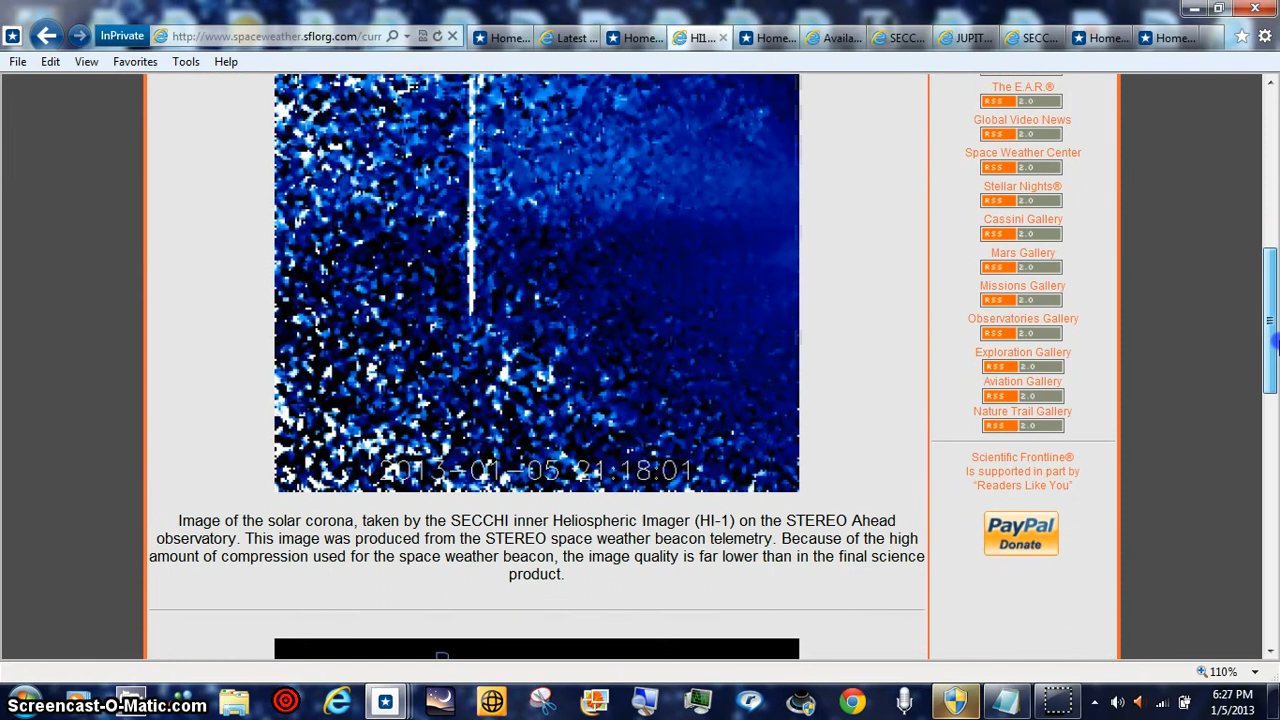 InPrivate
http://www.spaceweather.sflorg.com/curr
Home...
Latest ...
Home...
HI1...
Home...
Availa...
SECC...
JUPIT...
SECC...
Home...
Home...
File Edit View Favorites Tools Help
The E.A.R.®
RSS 2.0
Global Video News
RSS 2.0
Space Weather Center
RSS 2.0
Stellar Nights®
RSS 2.0
Cassini Gallery
RSS 2.0
Mars Gallery
RSS 2.0
Missions Gallery
RSS 2.0
Observatories Gallery
RSS 2.0
Exploration Gallery
RSS 2.0
Aviation Gallery
RSS 2.0
Nature Trail Gallery
RSS 2.0
Scientific Frontline®
Is supported in part by
“Readers Like You”
PayPal
Donate
2013-01-05 21:18:01
Image of the solar corona, taken by the SECCHI inner Heliospheric Imager (HI-1) on the STEREO Ahead
observatory. This image was produced from the STEREO space weather beacon telemetry. Because of the high
amount of compression used for the space weather beacon, the image quality is far lower than in the final science
product.
110%
Screencast-O-Matic.com
6:27 PM
1/5/2013